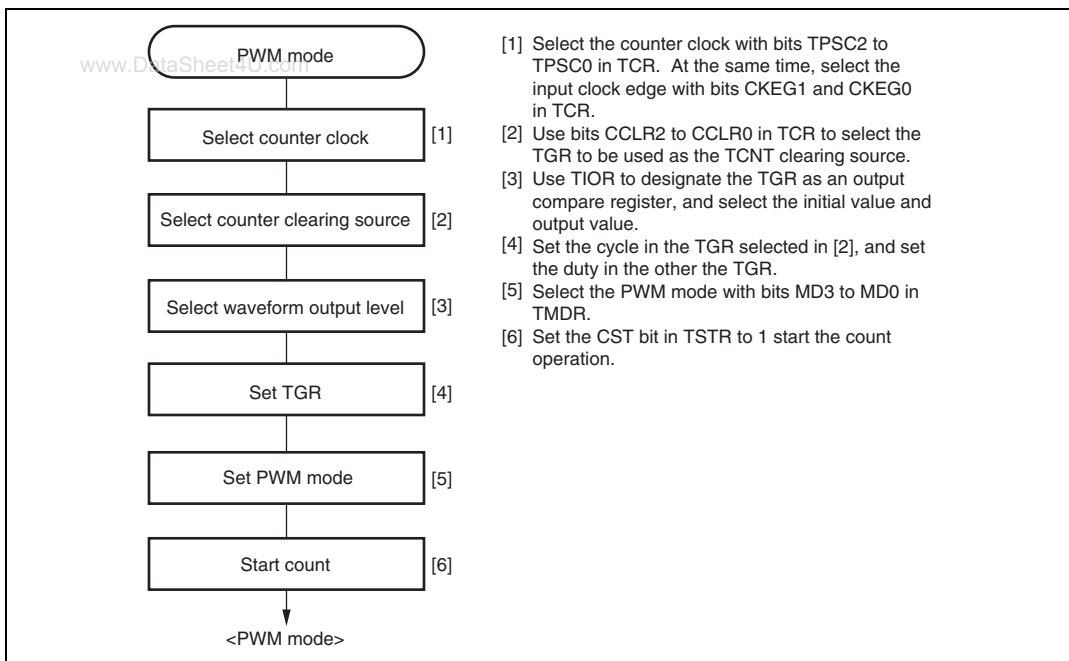 PWM mode
www.DataSheet4U.com
Select counter clock
[1]
Select counter clearing source
[2]
Select waveform output level
[3]
Set TGR
[4]
Set PWM mode
[5]
Start count
[6]
<PWM mode>
[1] Select the counter clock with bits TPSC2 to
TPSC0 in TCR. At the same time, select the
input clock edge with bits CKEG1 and CKEG0
in TCR.
[2] Use bits CCLR2 to CCLR0 in TCR to select the
TGR to be used as the TCNT clearing source.
[3] Use TIOR to designate the TGR as an output
compare register, and select the initial value and
output value.
[4] Set the cycle in the TGR selected in [2], and set
the duty in the other the TGR.
[5] Select the PWM mode with bits MD3 to MD0 in
TMDR.
[6] Set the CST bit in TSTR to 1 start the count
operation.